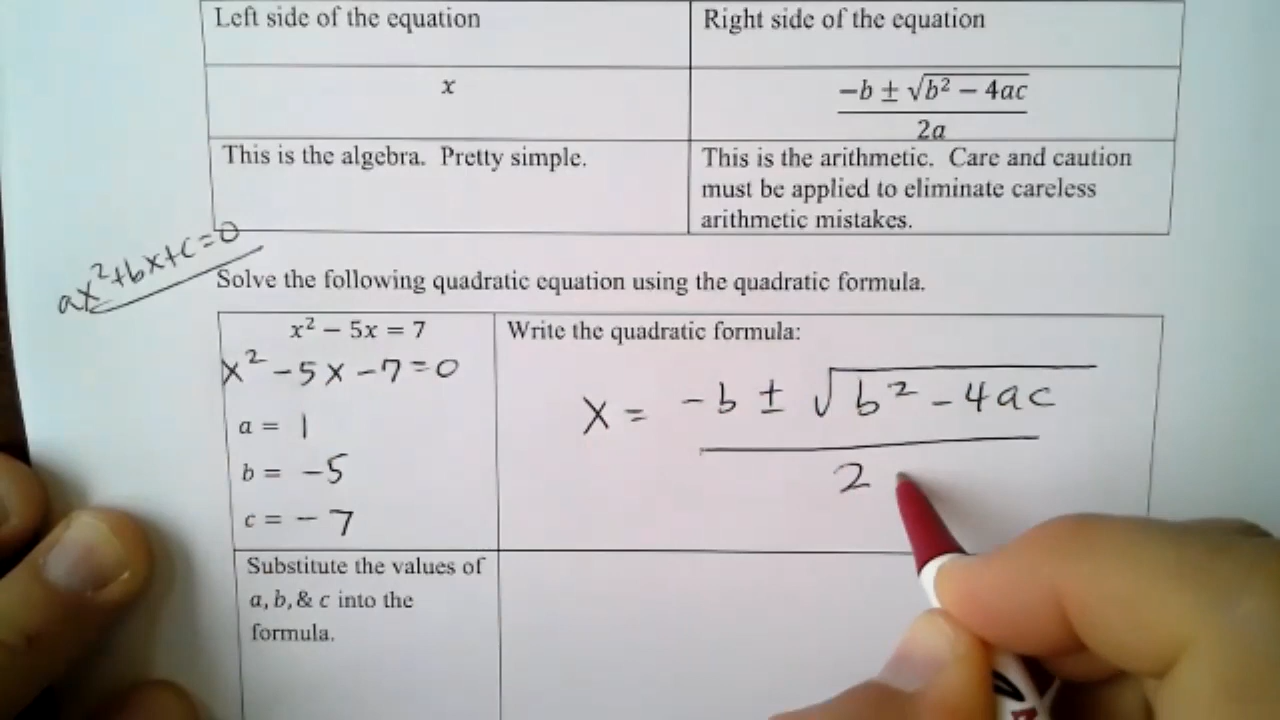 Left side of the equation
Right side of the equation
x
−b ± √b² − 4ac
2a
This is the algebra. Pretty simple.
This is the arithmetic. Care and caution
must be applied to eliminate careless
arithmetic mistakes.
ax²+bx+c=0
Solve the following quadratic equation using the quadratic formula.
x² − 5x = 7
x² -5x -7=0
a = 1
b = -5
c = -7
Write the quadratic formula:
x = -b ± √b² -4ac
2
Substitute the values of
a, b, & c into the
formula.